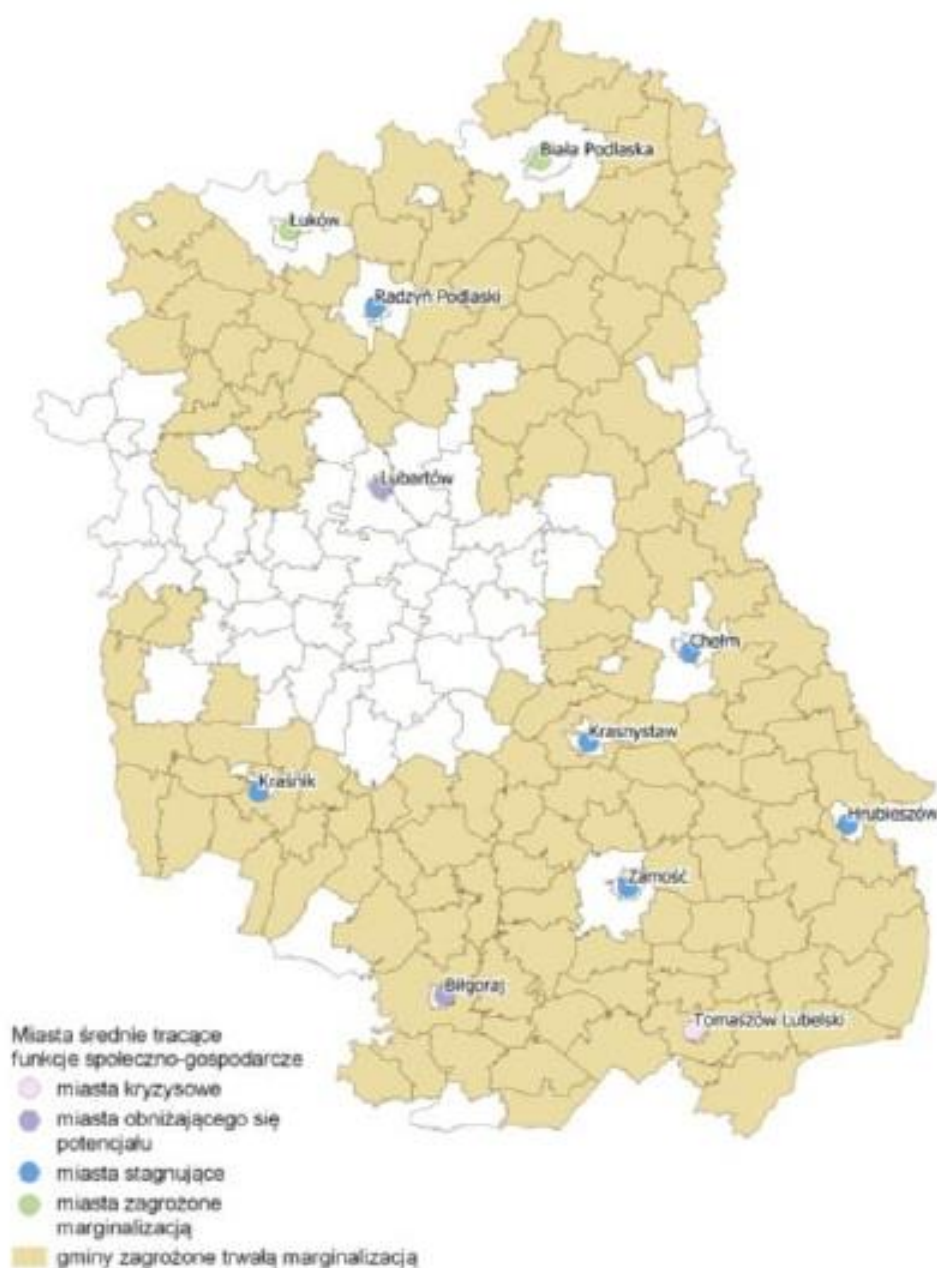 Biała Podlaska
Łuków
Radzyń Podlaski
Lubartów
Chełm
Krasnystaw
Kraśnik
Hrubieszów
Zamość
Biłgoraj
Tomaszów Lubelski
Miasta średnie tracące
funkcje społeczno-gospodarcze
miasta kryzysowe
miasta obniżającego się
potencjału
miasta stagnujące
miasta zagrożone
marginalizacją
gminy zagrożone trwałą marginalizacją